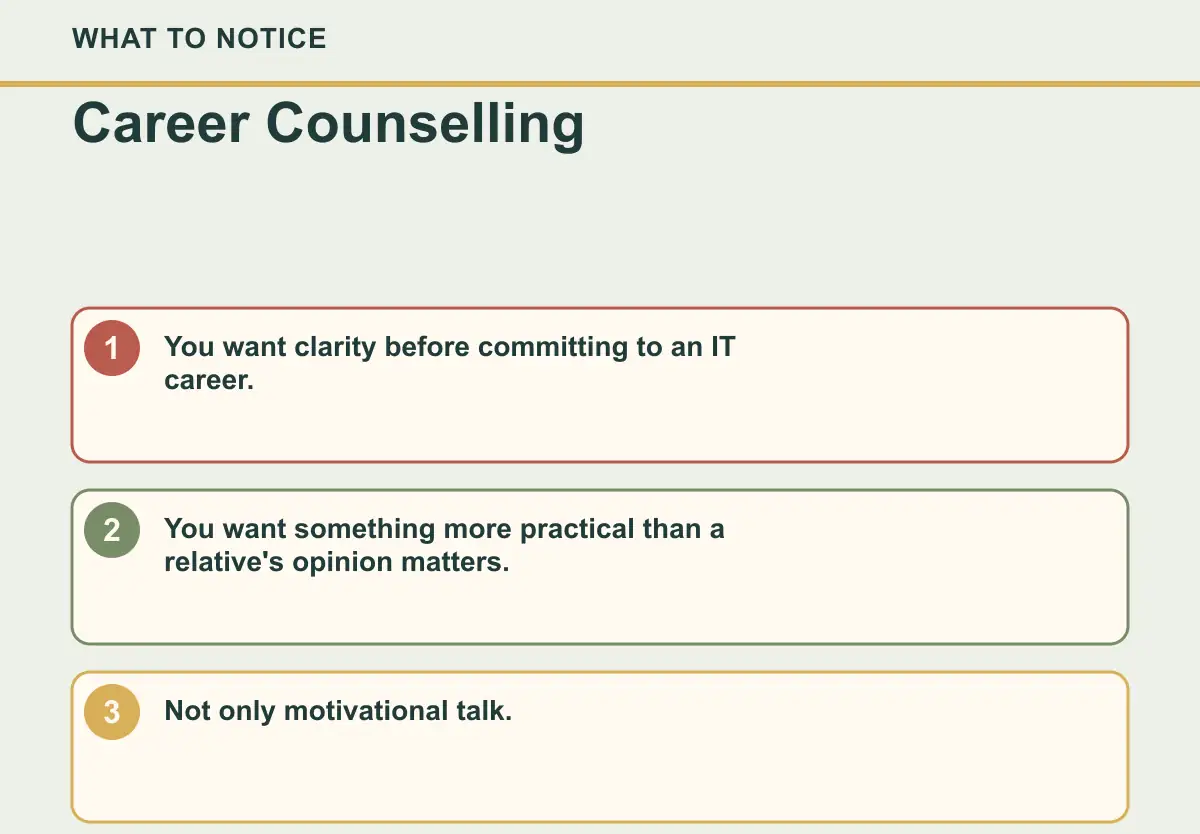 WHAT TO NOTICE
Career Counselling
1
You want clarity before committing to an IT
career.
2
You want something more practical than a
relative's opinion matters.
3
Not only motivational talk.